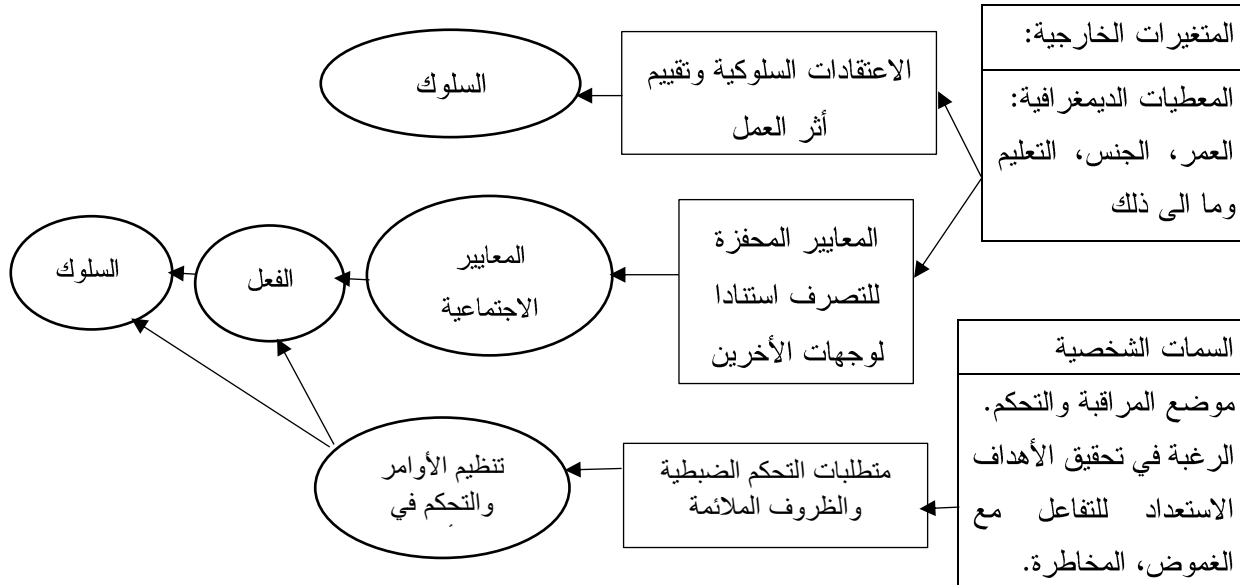 المتغيرات الخارجية:
المعطيات الديمغرافية:
العمر، الجنس، التعليم
وما الى ذلك
الاعتقادات السلوكية وتقييم
أثر العمل
السلوك
المعايير المحفزة
للتصرف استنادا
لوجهات الأخرين
المعايير
الاجتماعية
الفعل
السلوك
السمات الشخصية
موضع المراقبة والتحكم.
الرغبة في تحقيق الأهداف
الاستعداد للتفاعل مع
الغموض، المخاطرة.
متطلبات التحكم الضبطية
والظروف الملائمة
تنظيم الأوامر
والتحكم في